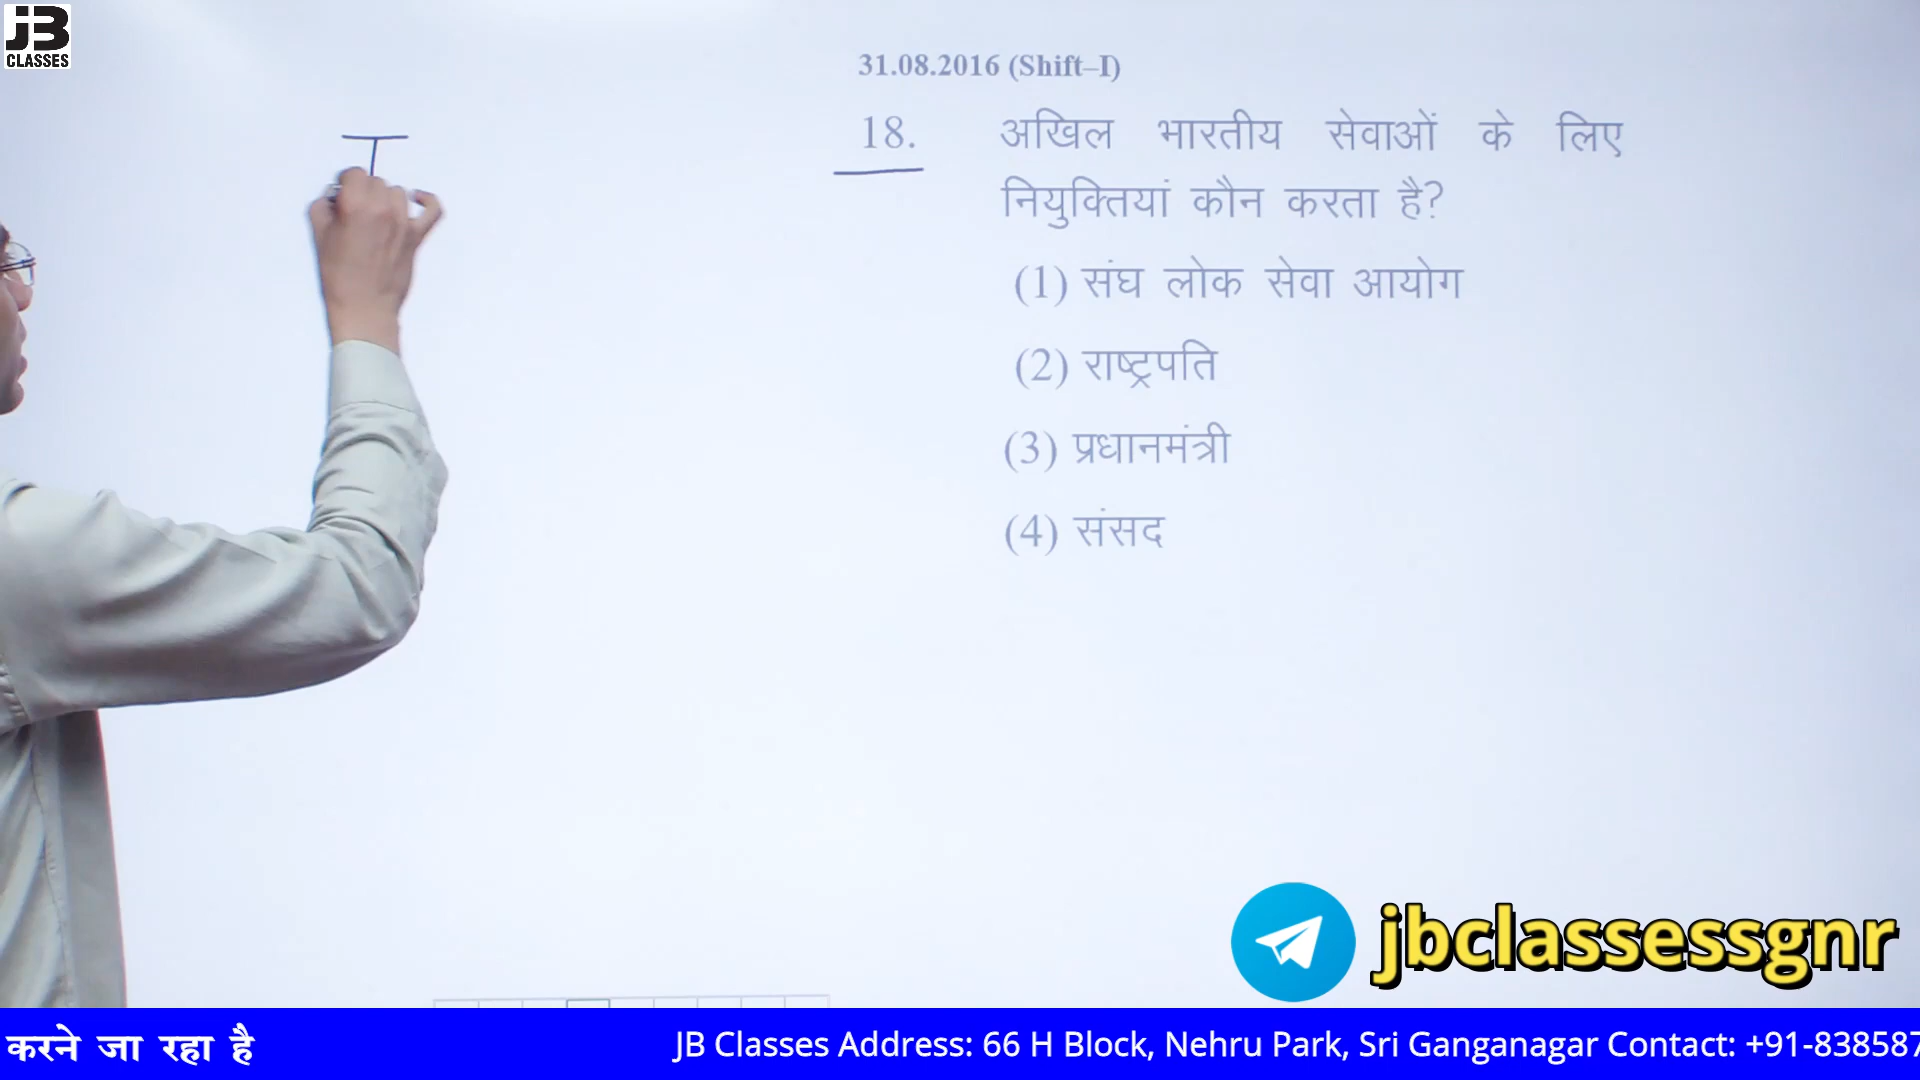 JB
CLASSES
31.08.2016 (Shift–I)
18. अखिल भारतीय सेवाओं के लिए
नियुक्तियां कौन करता है?
(1) संघ लोक सेवा आयोग
(2) राष्ट्रपति
(3) प्रधानमंत्री
(4) संसद
jbclassessgnr
करने जा रहा है JB Classes Address: 66 H Block, Nehru Park, Sri Ganganagar Contact: +91-838587